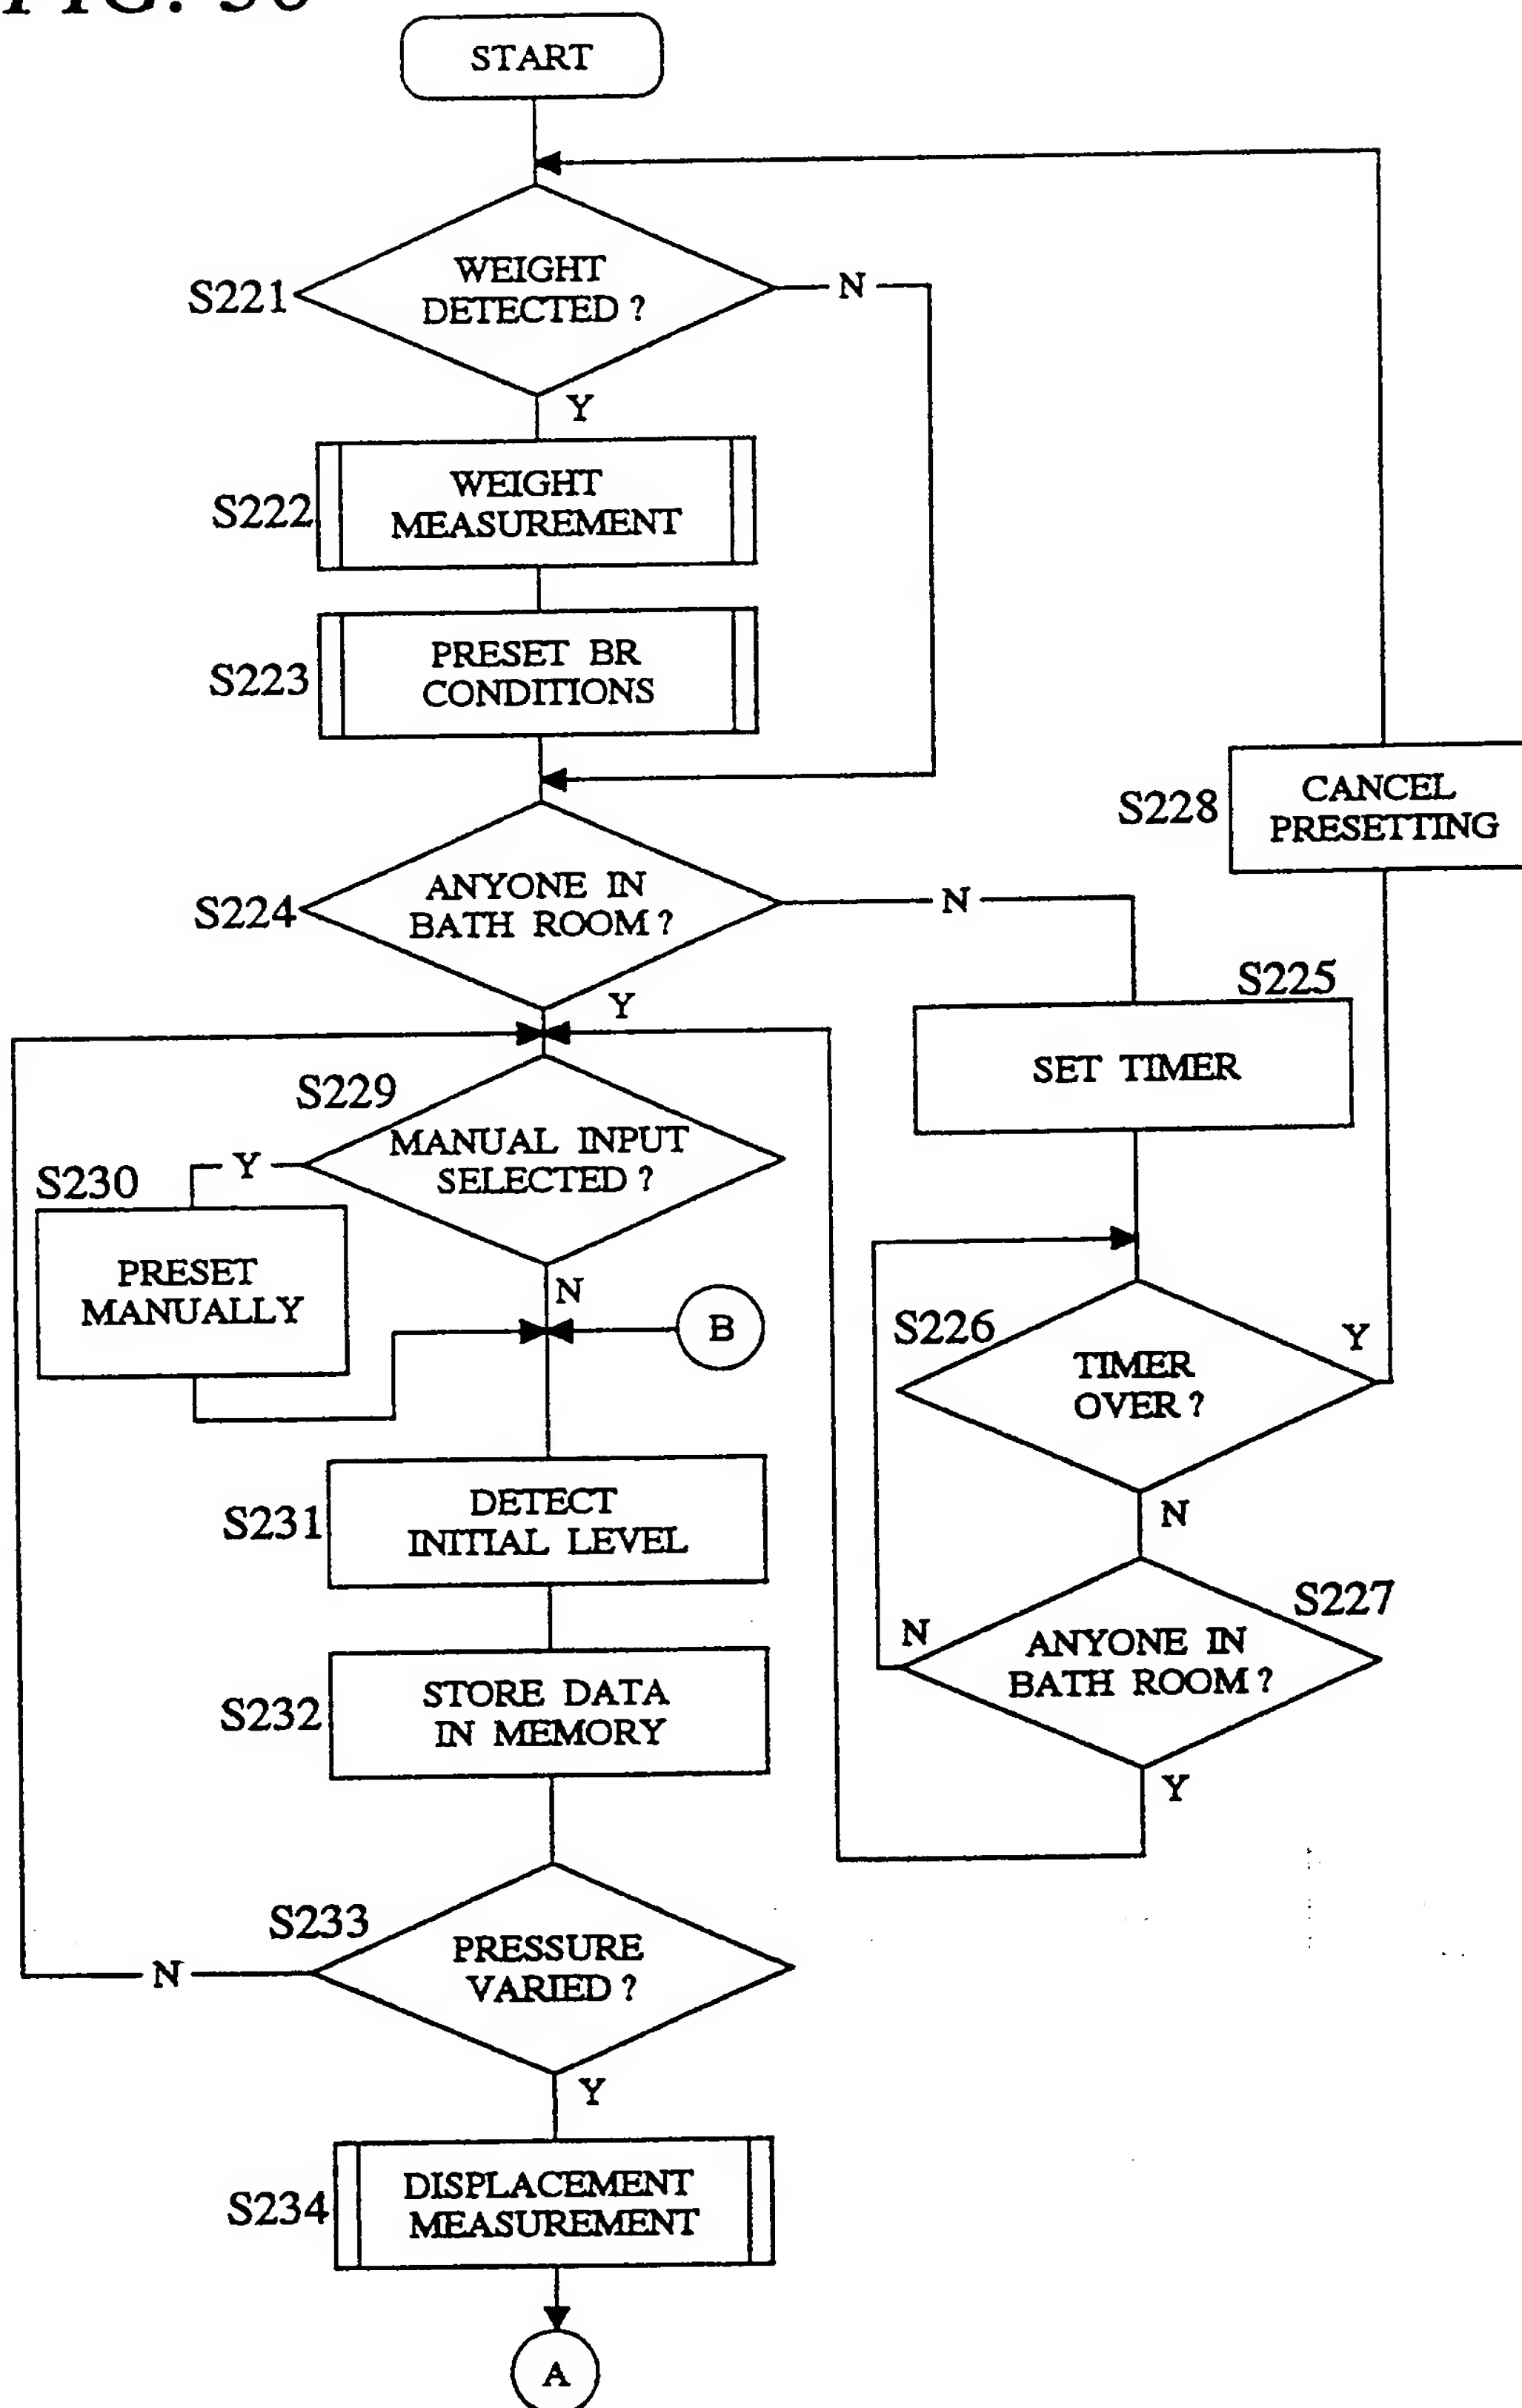 START
S221
WEIGHT
DETECTED ?
N
Y
S222
WEIGHT
MEASUREMENT
S223
PRESET BR
CONDITIONS
S228
CANCEL
PRESETTING
S224
ANYONE IN
BATH ROOM ?
N
Y
S225
SET TIMER
S229
MANUAL INPUT
SELECTED ?
Y
N
S230
PRESET
MANUALLY
B
S226
TIMER
OVER ?
Y
N
S231
DETECT
INITIAL LEVEL
S227
ANYONE IN
BATH ROOM ?
N
Y
S232
STORE DATA
IN MEMORY
S233
PRESSURE
VARIED ?
N
Y
S234
DISPLACEMENT
MEASUREMENT
A